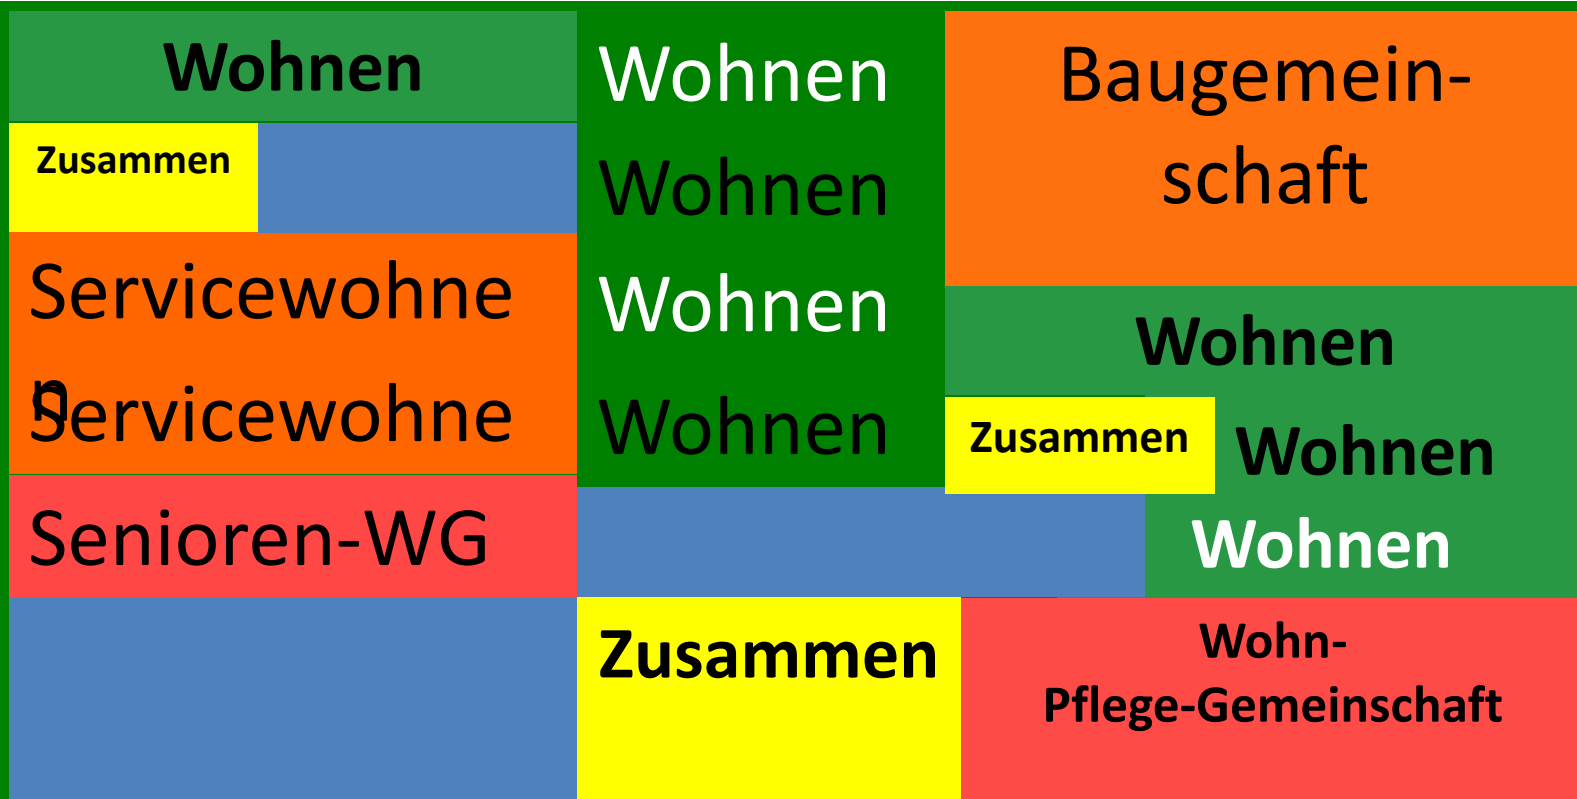 Wohnen
Zusammen
Servicewohne
n
Servicewohne
Senioren-WG
Wohnen
Wohnen
Wohnen
Wohnen
Zusammen
Baugemein-
schaft
Wohnen
Zusammen
Wohnen
Wohnen
Wohn-
Pflege-Gemeinschaft